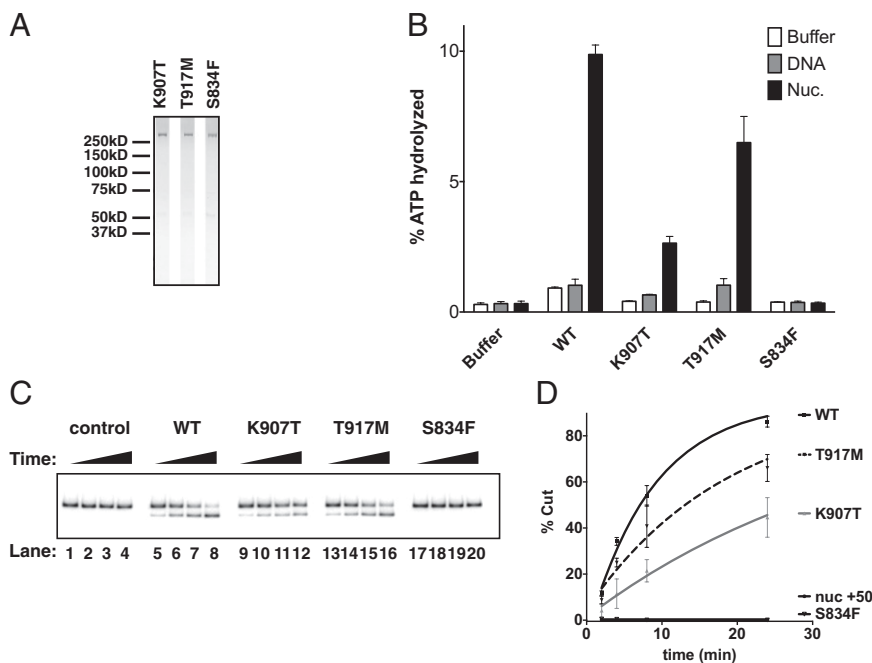 A
K907T
T917M
S834F
250kD
150kD
100kD
75kD
50kD
37kD
B
% ATP hydrolyzed
10
5
0
Buffer
DNA
Nuc.
Buffer
WT
K907T
T917M
S834F
C
control WT K907T T917M S834F
Time:
Lane: 1 2 3 4 5 6 7 8 9 10 11 12 13 14 15 16 17 18 19 20
D
% Cut
80
60
40
20
0
0 10 20 30
time (min)
WT
T917M
K907T
nuc +50
S834F